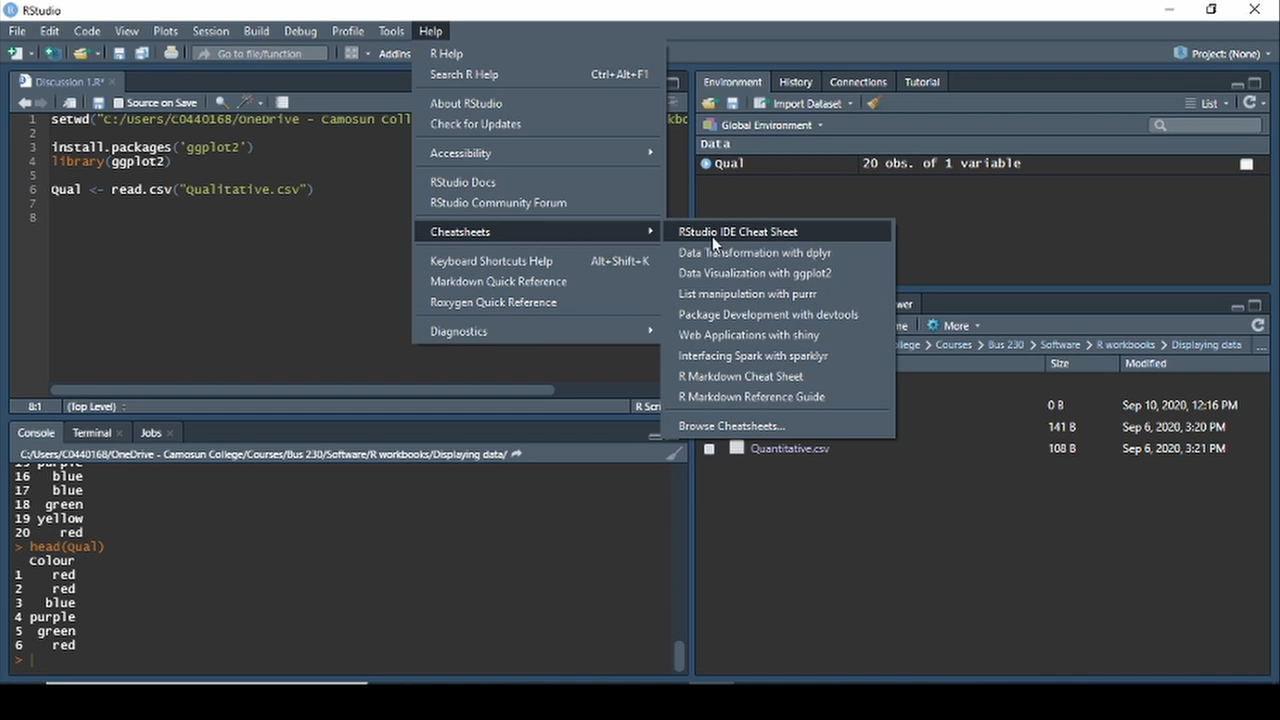 RStudio
File Edit Code View Plots Session Build Debug Profile Tools Help
Go to file/function
Addins
Project: (None)
R Help
Search R Help Ctrl+Alt+F1
About RStudio
Check for Updates
Accessibility
RStudio Docs
RStudio Community Forum
Cheatsheets
Keyboard Shortcuts Help Alt+Shift+K
Markdown Quick Reference
Roxygen Quick Reference
Diagnostics
RStudio IDE Cheat Sheet
Data Transformation with dplyr
Data Visualization with ggplot2
List manipulation with purrr
Package Development with devtools
Web Applications with shiny
Interfacing Spark with sparklyr
R Markdown Cheat Sheet
R Markdown Reference Guide
Browse Cheatsheets...
Discussion 1.R*
Source on Save
1 setwd("C:/Users/C0440168/OneDrive - Camosun Coll
2
3 install.packages('ggplot2')
4 library(ggplot2)
5
6 Qual <- read.csv("Qualitative.csv")
7
8
8:1 (Top Level) R Scri
Console Terminal Jobs
C:/Users/C0440168/OneDrive - Camosun College/Courses/Bus 230/Software/R workbooks/Displaying data/
16 blue
17 blue
18 green
19 yellow
20 red
> head(Qual)
Colour
1 red
2 red
3 blue
4 purple
5 green
6 red
>
Environment History Connections Tutorial
Import Dataset
List
Global Environment
Data
Qual 20 obs. of 1 variable
wer
me More
llege > Courses > Bus 230 > Software > R workbooks > Displaying data ...
Size Modified
0 B Sep 10, 2020, 12:16 PM
141 B Sep 6, 2020, 3:20 PM
Quantitative.csv 108 B Sep 6, 2020, 3:21 PM